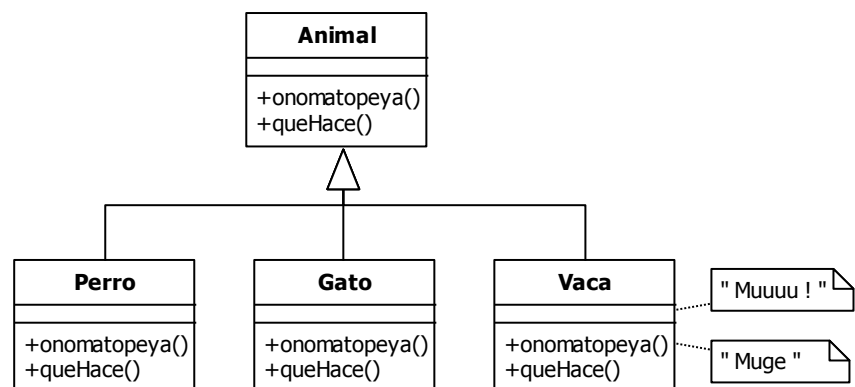 Animal
+onomatopeya()
+queHace()
Perro
+onomatopeya()
+queHace()
Gato
+onomatopeya()
+queHace()
Vaca
+onomatopeya()
+queHace()
" Muuuu ! "
" Muge "